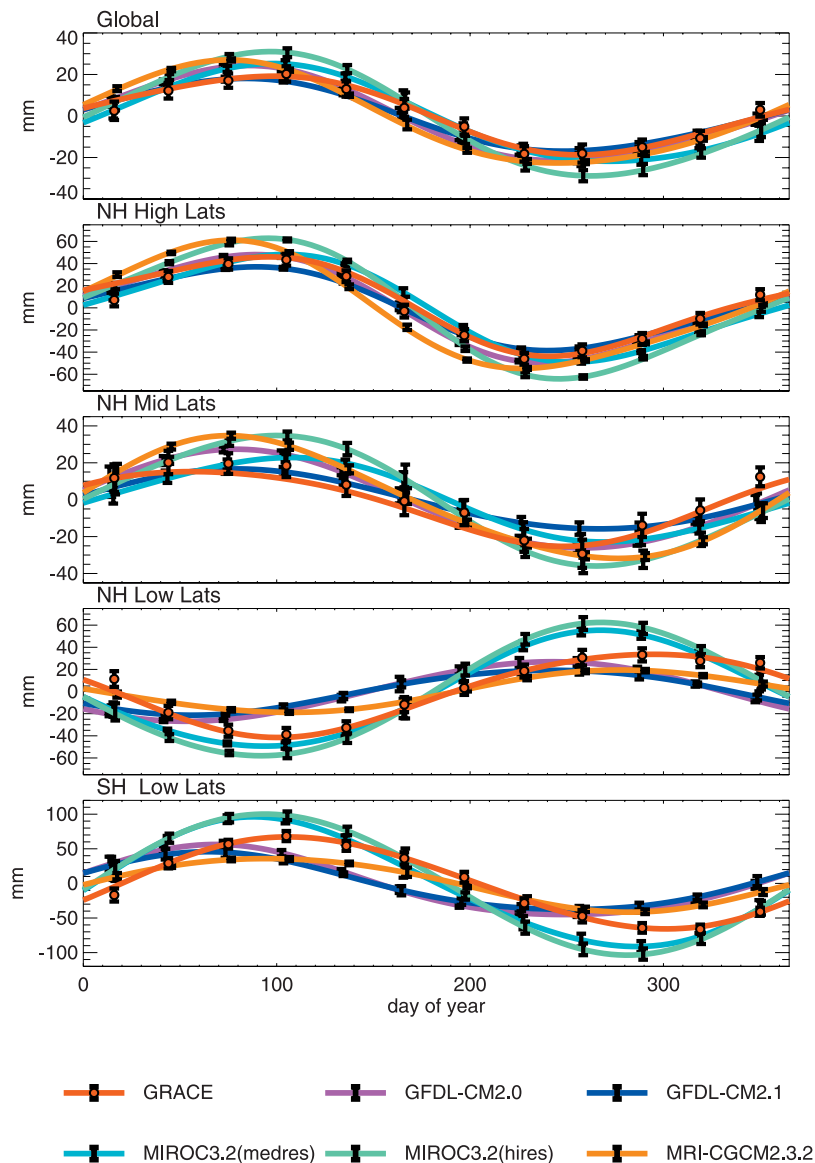 Global
40
20
0
-20
-40
mm
NH High Lats
60
40
20
0
-20
-40
-60
mm
NH Mid Lats
40
20
0
-20
-40
mm
NH Low Lats
60
40
20
0
-20
-40
-60
mm
SH Low Lats
100
50
0
-50
-100
mm
0 100 200 300
day of year
GRACE GFDL-CM2.0 GFDL-CM2.1
MIROC3.2(medres) MIROC3.2(hires) MRI-CGCM2.3.2